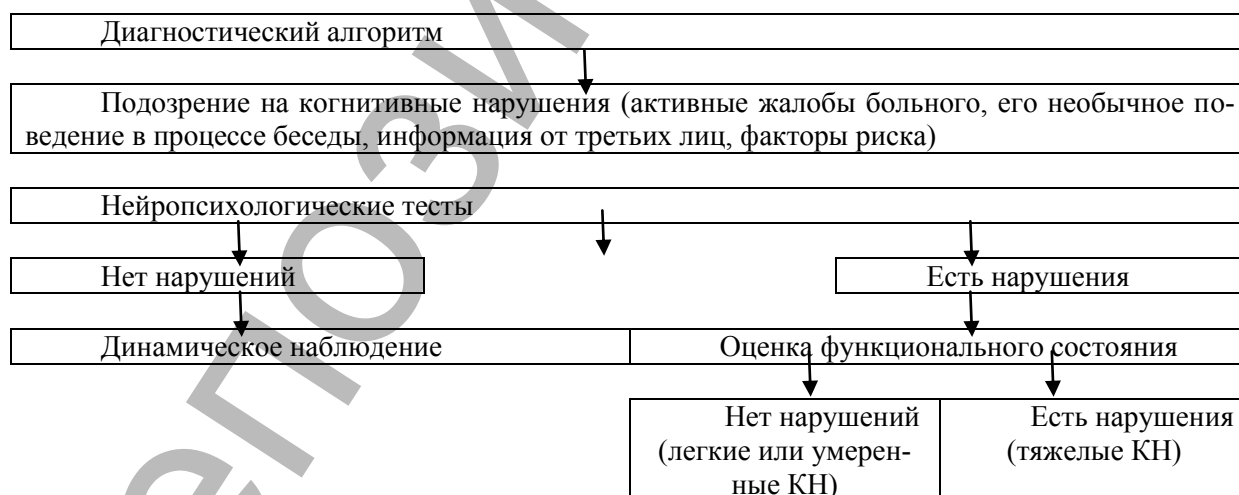 Диагностический алгоритм
Подозрение на когнитивные нарушения (активные жалобы больного, его необычное по-
ведение в процессе беседы, информация от третьих лиц, факторы риска)
Нейропсихологические тесты
Нет нарушений
Есть нарушения
Динамическое наблюдение
Оценка функционального состояния
Нет нарушений
(легкие или умерен-
ные КН)
Есть нарушения
(тяжелые КН)
епози